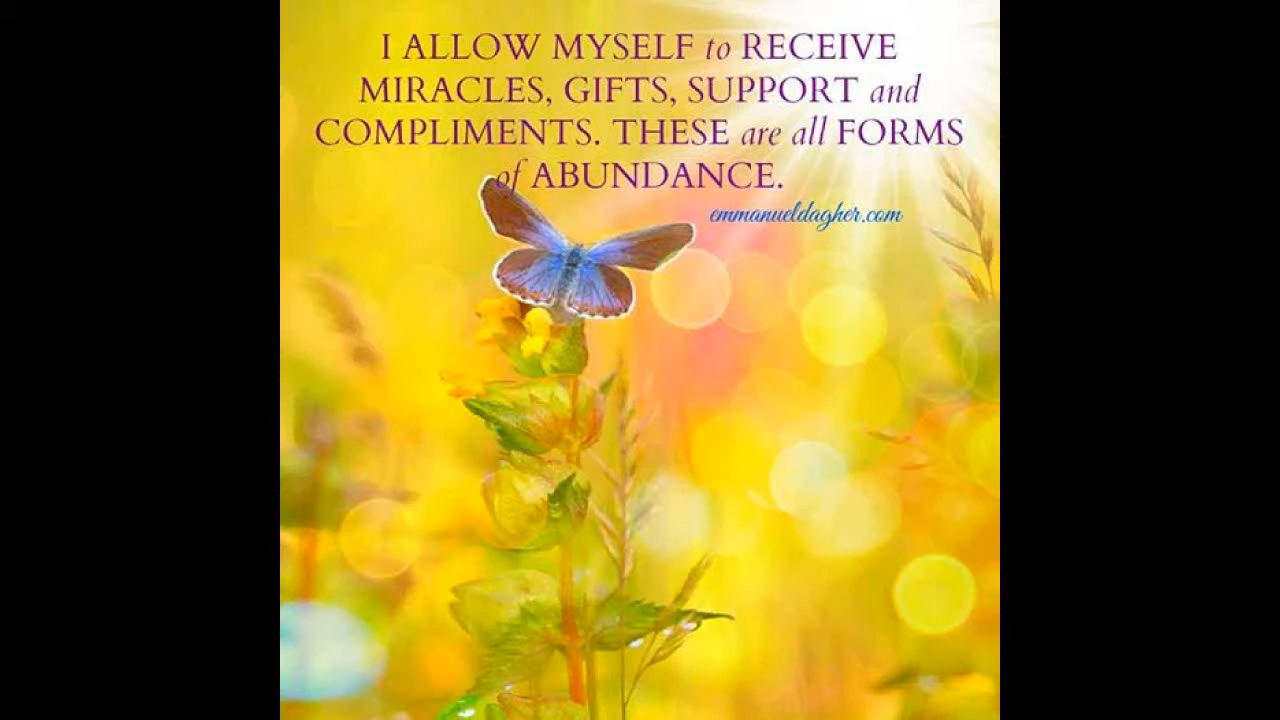 I ALLOW MYSELF to RECEIVE
MIRACLES, GIFTS, SUPPORT and
COMPLIMENTS. THESE are all FORMS
of ABUNDANCE.
emmanueldagher.com